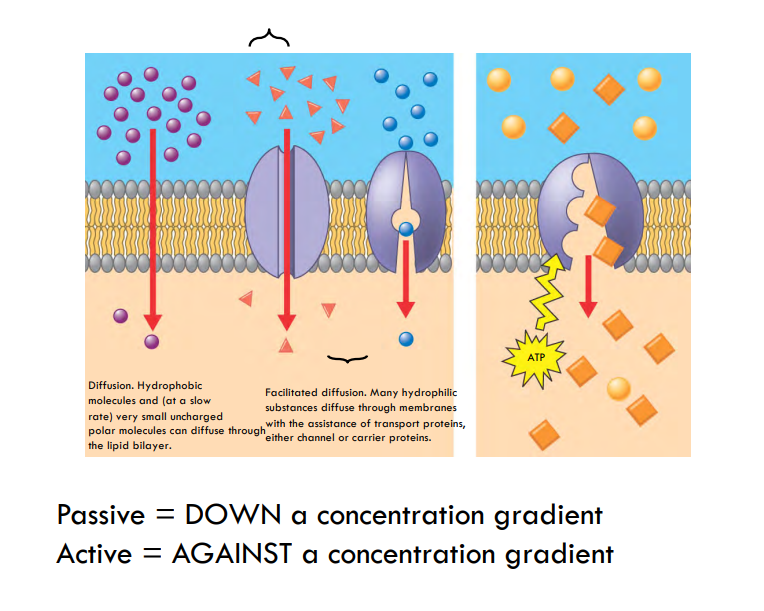 ATP
Diffusion. Hydrophobic
molecules and (at a slow
rate) very small uncharged
polar molecules can diffuse through
the lipid bilayer.
Facilitated diffusion. Many hydrophilic
substances diffuse through membranes
with the assistance of transport proteins,
either channel or carrier proteins.
Passive = DOWN a concentration gradient
Active = AGAINST a concentration gradient